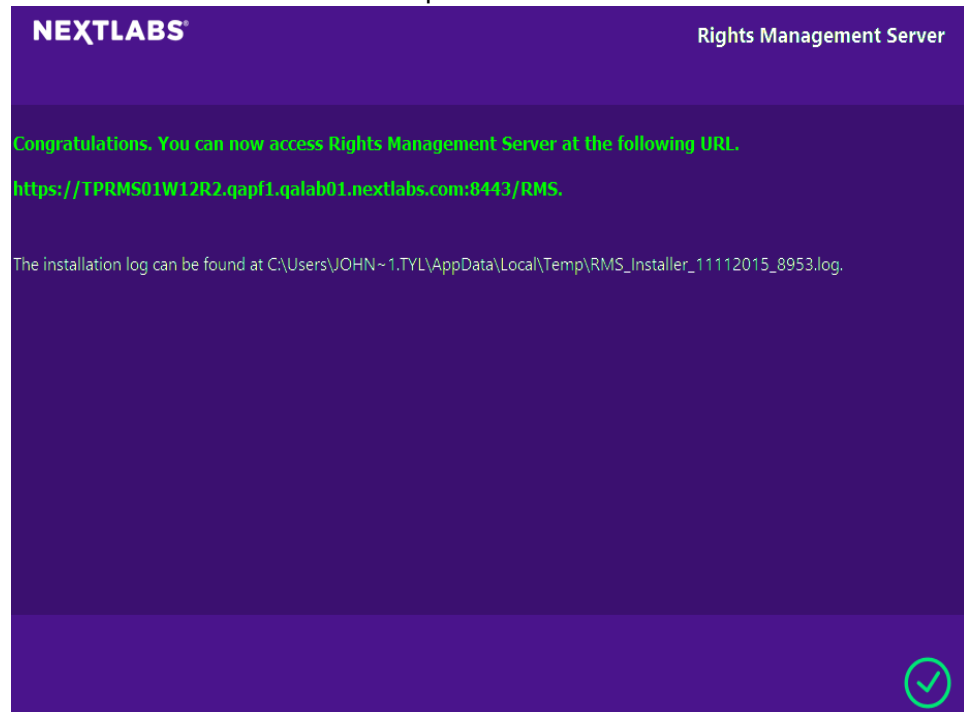 NEXTLABS®
Rights Management Server
Congratulations. You can now access Rights Management Server at the following URL.
https://TPRMS01W12R2.qapf1.qalab01.nextlabs.com:8443/RMS.
The installation log can be found at C:\Users\JOHN~1.TYL\AppData\Local\Temp\RMS_Installer_11112015_8953.log.